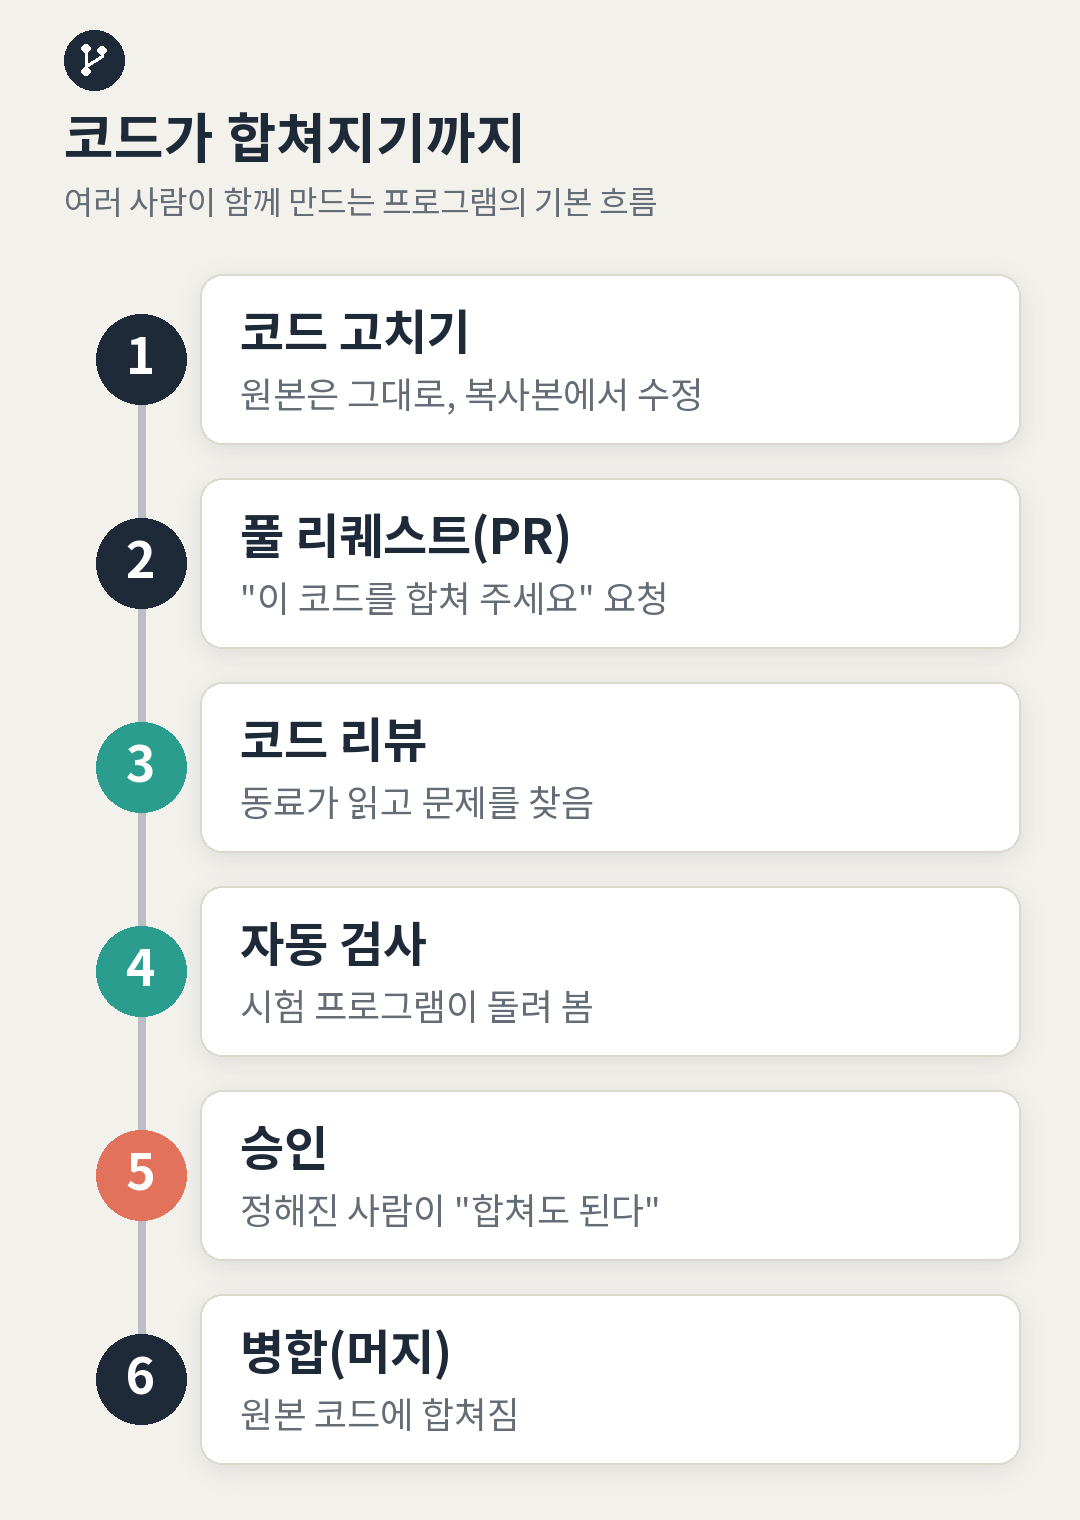 코드가 합쳐지기까지
여러 사람이 함께 만드는 프로그램의 기본 흐름
1
코드 고치기
원본은 그대로, 복사본에서 수정
2
풀 리퀘스트(PR)
"이 코드를 합쳐 주세요" 요청
3
코드 리뷰
동료가 읽고 문제를 찾음
4
자동 검사
시험 프로그램이 돌려 봄
5
승인
정해진 사람이 "합쳐도 된다"
6
병합(머지)
원본 코드에 합쳐짐